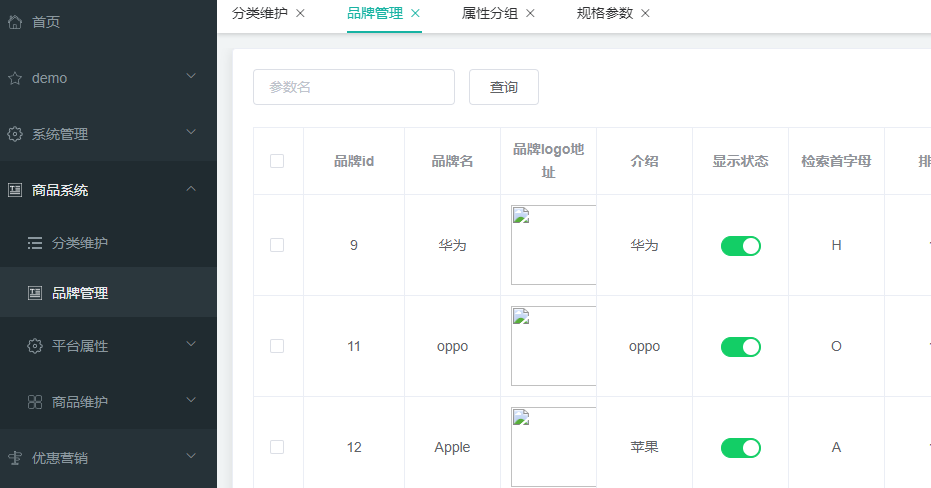 首页
demo
系统管理
商品系统
分类维护
品牌管理
平台属性
商品维护
优惠营销
分类维护 品牌管理 属性分组 规格参数
参数名 查询
品牌id 品牌名 品牌logo地 介绍 显示状态 检索首字母
址
9 华为 华为 H
11 oppo oppo O
12 Apple 苹果 A